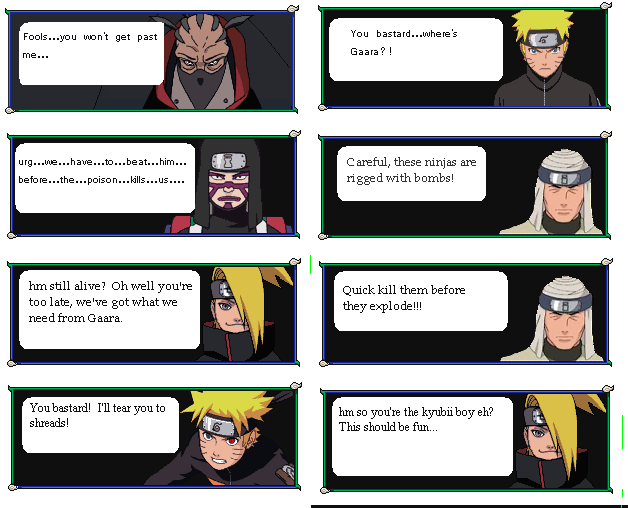 Fools...you won't get past
me...
You bastard...where's
Gaara?!
urg...we...have...to...beat...him...
before...the...poison...kills...us....
Careful, these ninjas are
rigged with bombs!
hm still alive? Oh well you're
too late, we've got what we
need from Gaara.
Quick kill them before
they explode!!!
You bastard! I'll tear you to
shreds!
hm so you're the kyubii boy eh?
This should be fun...